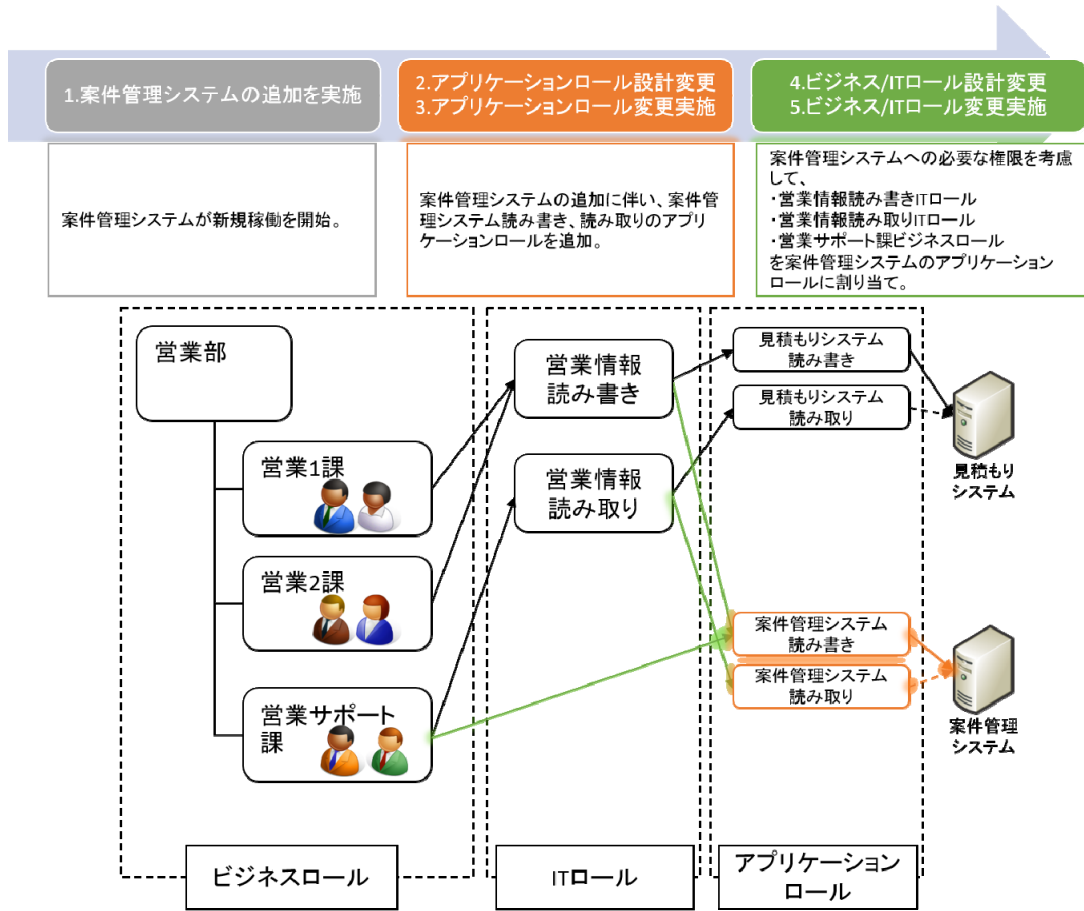 1.案件管理システムの追加を実施
2.アプリケーションロール設計変更
3.アプリケーションロール変更実施
4.ビジネス/ITロール設計変更
5.ビジネス/ITロール変更実施
案件管理システムが新規稼働を開始。
案件管理システムの追加に伴い、案件管
理システム読み書き、読み取りのアプリ
ケーションロールを追加。
案件管理システムへの必要な権限を考慮
して、
・営業情報読み書きITロール
・営業情報読み取りITロール
・営業サポート課ビジネスロール
を案件管理システムのアプリケーション
ロールに割り当て。
営業部
営業1課
営業2課
営業サポート
課
営業情報
読み書き
営業情報
読み取り
見積もりシステム
読み書き
見積もりシステム
読み取り
見積もり
システム
案件管理システム
読み書き
案件管理システム
読み取り
案件管理
システム
ビジネスロール
ITロール
アプリケーション
ロール